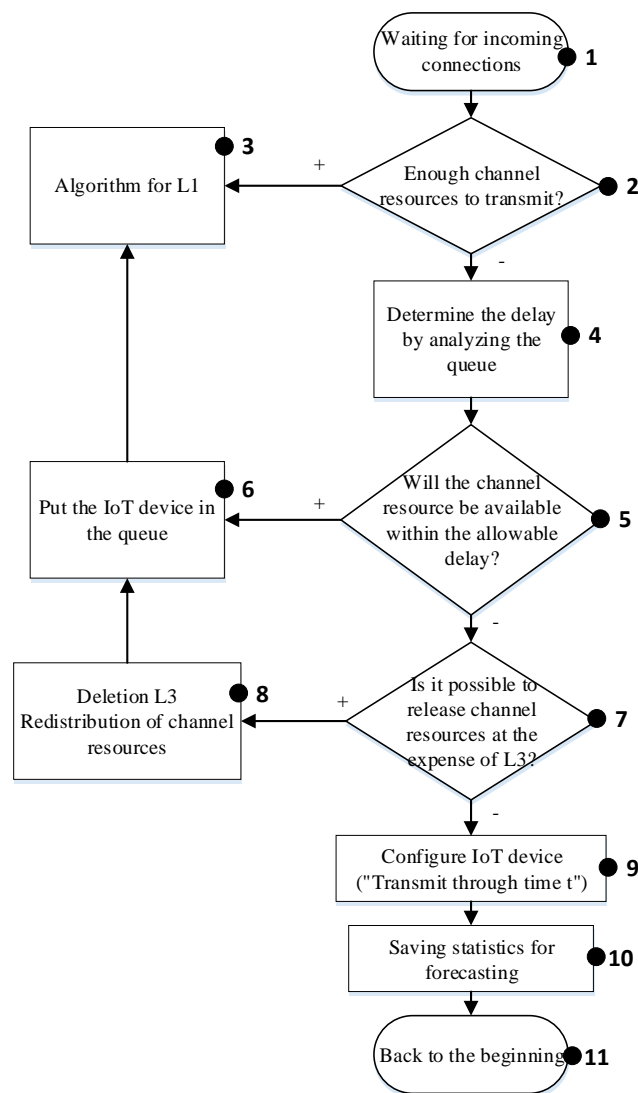 Waiting for incoming
connections
1
3
Algorithm for L1
+
Enough channel
resources to transmit?
2
-
Determine the delay
by analyzing the
queue
4
6
Put the IoT device in
the queue
+
Will the channel
resource be available
within the allowable
delay?
5
-
8
Deletion L3
Redistribution of channel
resources
+
Is it possible to
release channel
resources at the
expense of L3?
7
-
Configure IoT device
("Transmit through time t")
9
Saving statistics for
forecasting
10
Back to the beginning
11